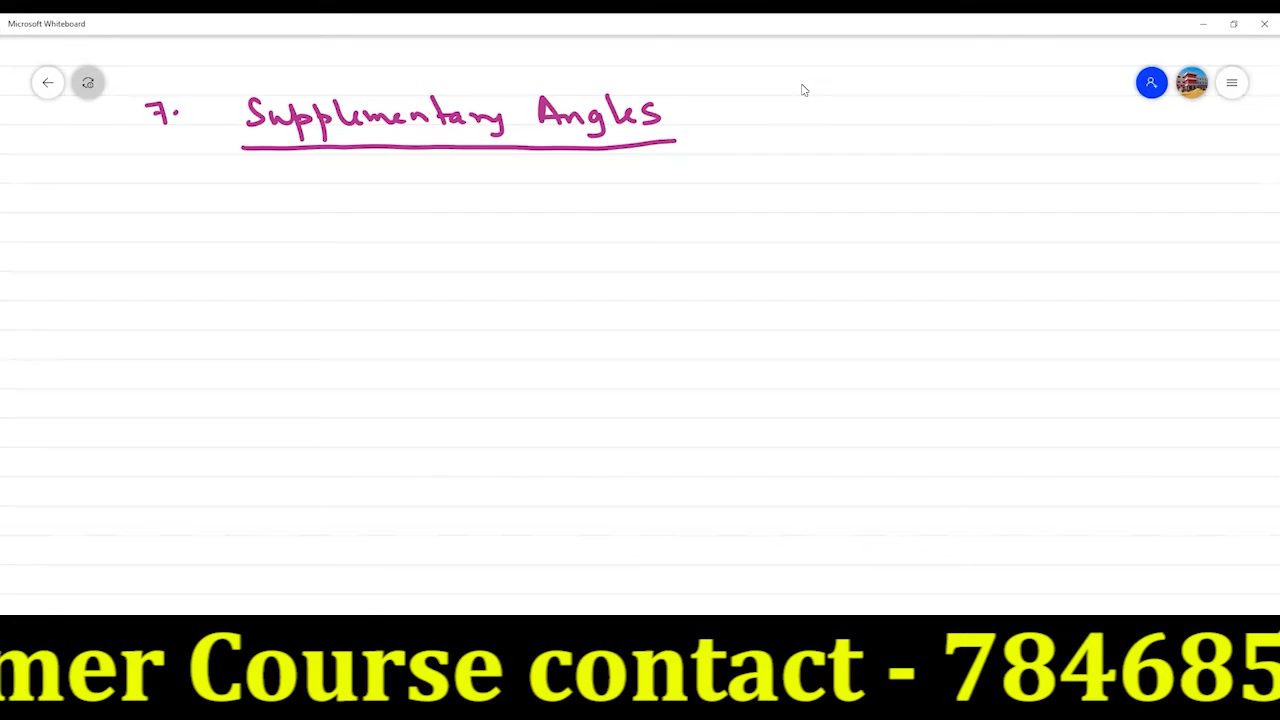 Microsoft Whiteboard
7. Supplementary Angles
mer Course contact - 784685